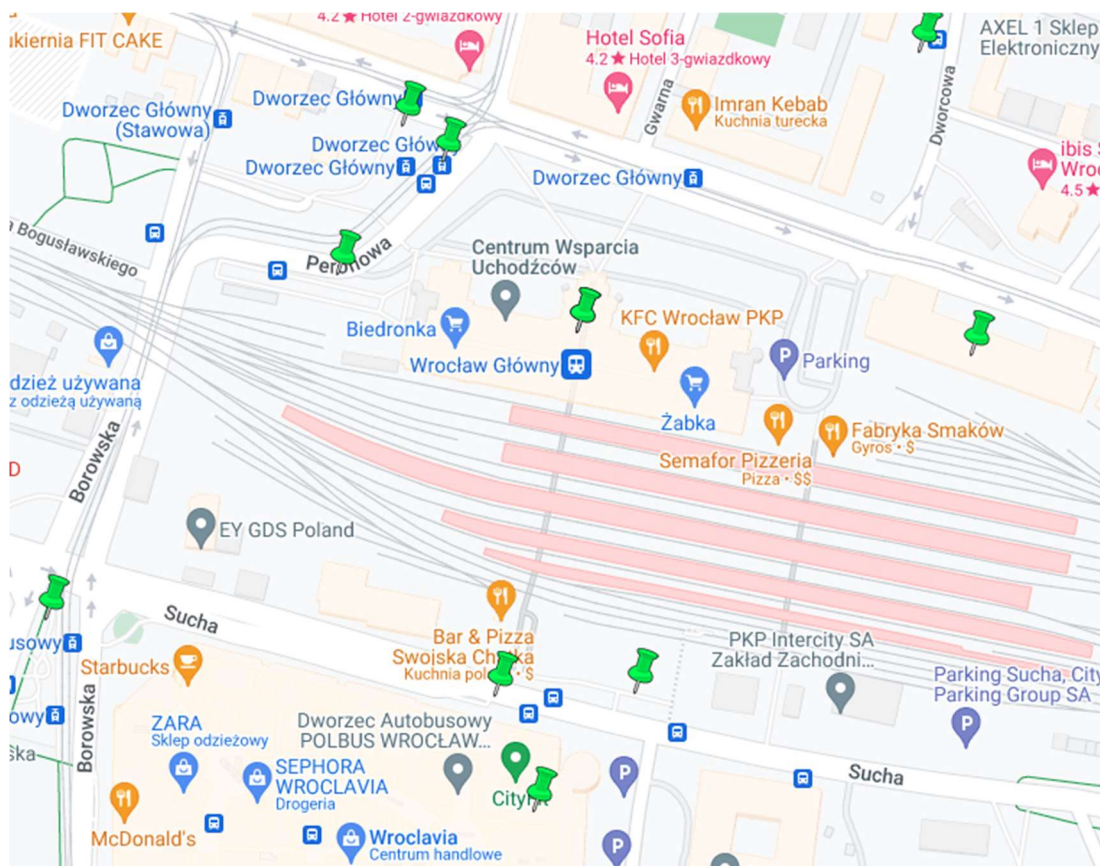 4.2 ★ Hotel 2-gwiazdkowy
AXEL 1 Sklep
Elektroniczny
ukiernia FIT CAKE
Hotel Sofia
4.2 ★ Hotel 3-gwiazdkowy
Dworzec Główny
(Stawowa)
Dworzec Główny
Gwarna
Imran Kebab
Kuchnia turecka
Dworcowa
Dworzec Główny
Dworzec Główny
Dworzec Główny
ibis S
Wroc
4.5 ★
a Bogusławskiego
Peronowa
Centrum Wsparcia
Uchodźców
Biedronka
KFC Wrocław PKP
Wrocław Główny
P
Parking
dzież używana
z odzieżą używaną
Żabka
Borowska
Fabryka Smaków
Gyros • $
Semafor Pizzeria
Pizza • $$
D
EY GDS Poland
Sucha
usowy
Bar & Pizza
Swojska Chatka
Kuchnia pol • $
PKP Intercity SA
Zakład Zachodni...
Starbucks
Parking Sucha, City
Parking Group SA
P
owy
Borowska
ska
ZARA
Sklep odzieżowy
Dworzec Autobusowy
POLBUS WROCŁAW...
SEPHORA
WROCLAVIA
Drogeria
CityFit
P
Sucha
McDonald's
Wroclavia
Centrum handlowe
P